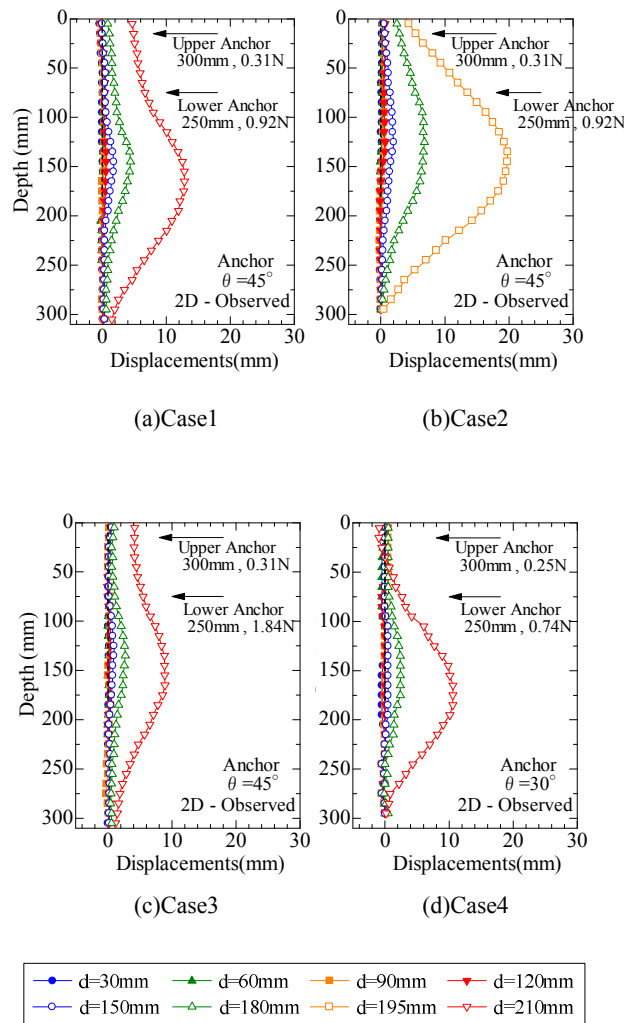 0
50
100
150
200
250
300
Depth (mm)
Upper Anchor
300mm , 0.31N
Lower Anchor
250mm , 0.92N
Anchor
θ =45°
2D - Observed
0 10 20 30
Displacements(mm)
(a)Case1
0
50
100
150
200
250
300
Upper Anchor
300mm , 0.31N
Lower Anchor
250mm , 0.92N
Anchor
θ =45°
2D - Observed
0 10 20 30
Displacements(mm)
(b)Case2
0
50
100
150
200
250
300
Depth (mm)
Upper Anchor
300mm , 0.31N
Lower Anchor
250mm , 1.84N
Anchor
θ =45°
2D - Observed
0 10 20 30
Displacements(mm)
(c)Case3
0
50
100
150
200
250
300
Upper Anchor
300mm , 0.25N
Lower Anchor
250mm , 0.74N
Anchor
θ =30°
2D - Observed
0 10 20 30
Displacements(mm)
(d)Case4
d=30mm d=60mm d=90mm d=120mm
d=150mm d=180mm d=195mm d=210mm